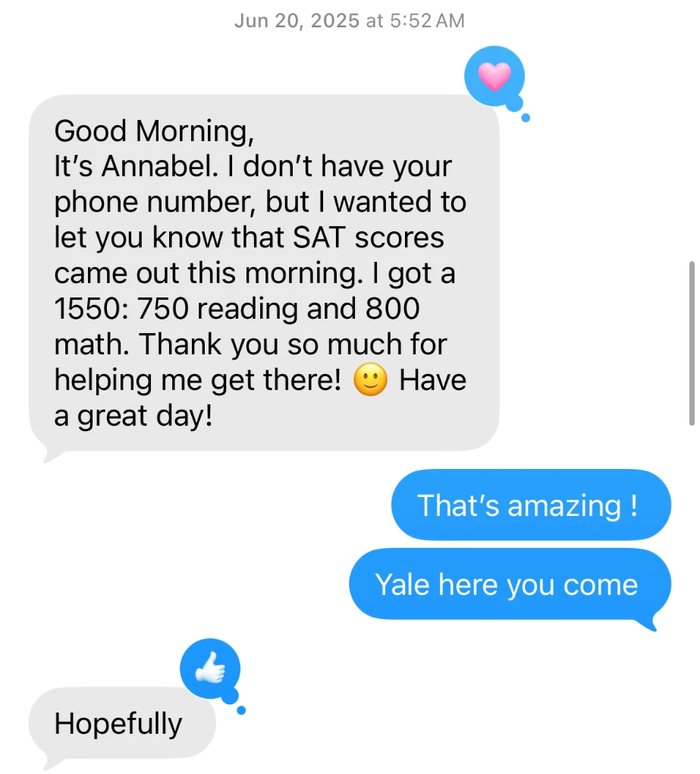 Jun 20, 2025 at 5:52 AM
Good Morning,
It’s Annabel. I don’t have your
phone number, but I wanted to
let you know that SAT scores
came out this morning. I got a
1550: 750 reading and 800
math. Thank you so much for
helping me get there! 🙂 Have
a great day!
That’s amazing !
Yale here you come
Hopefully